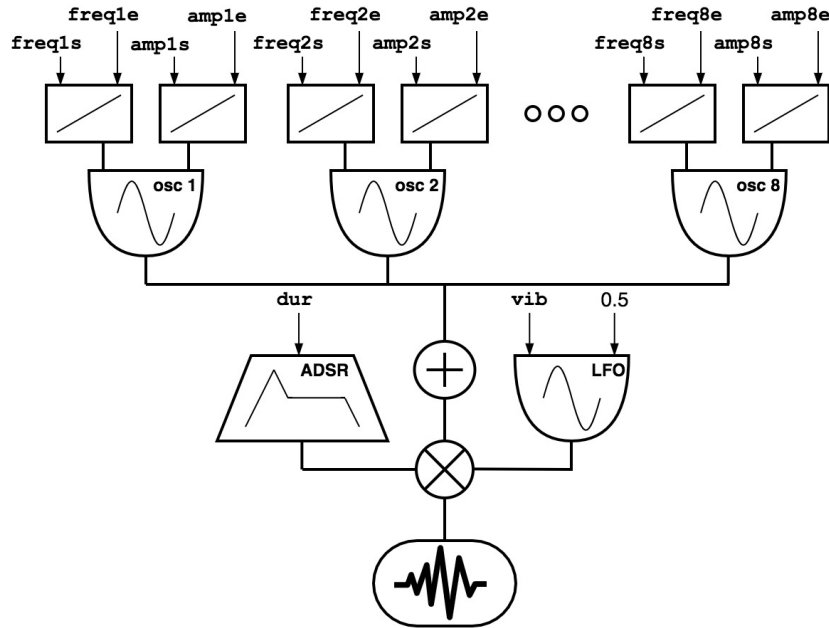 freq1e
amp1e
freq1s
amp1s
freq2e
amp2e
freq2s
amp2s
freq8e
amp8e
freq8s
amp8s
osc 1
osc 2
osc 8
dur
vib
0.5
ADSR
LFO